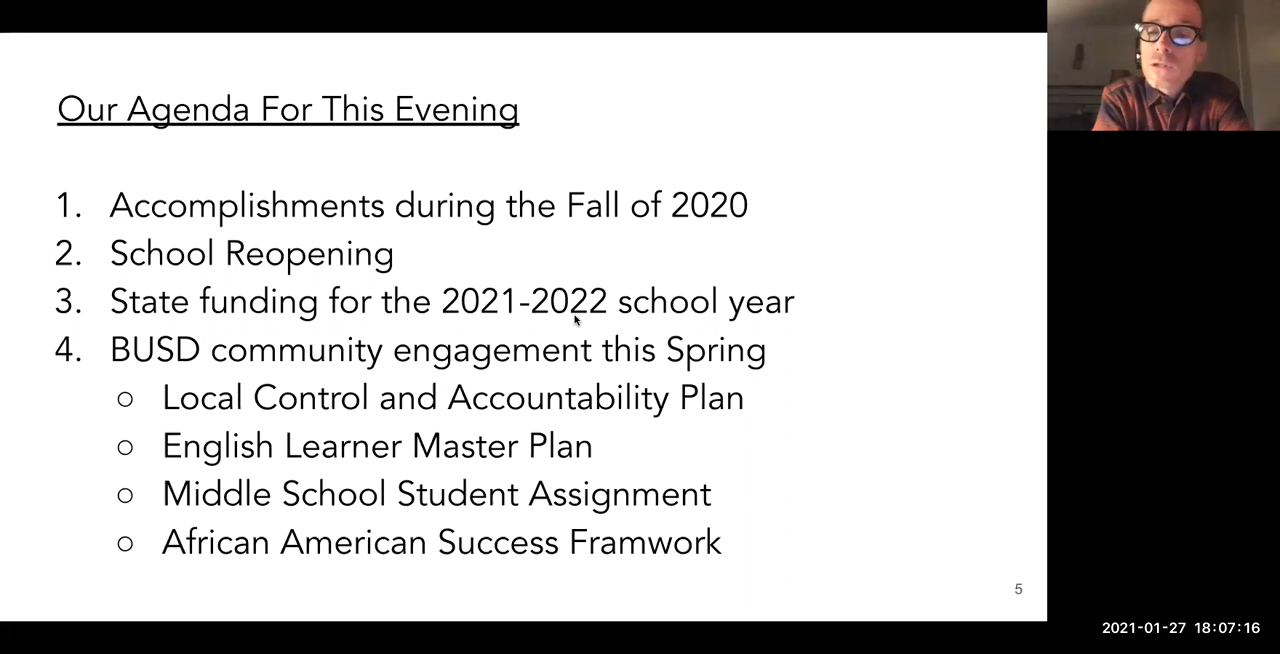 Our Agenda For This Evening
1. Accomplishments during the Fall of 2020
2. School Reopening
3. State funding for the 2021-2022 school year
4. BUSD community engagement this Spring
○ Local Control and Accountability Plan
○ English Learner Master Plan
○ Middle School Student Assignment
○ African American Success Framwork
5
2021-01-27 18:07:16